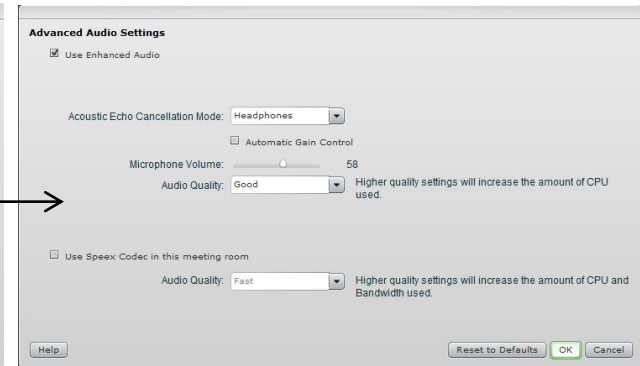 Advanced Audio Settings
Use Enhanced Audio
Acoustic Echo Cancellation Mode: Headphones
Automatic Gain Control
Microphone Volume: 58
Audio Quality: Good Higher quality settings will increase the amount of CPU
used.
Use Speex Codec in this meeting room
Audio Quality: Fast Higher quality settings will increase the amount of CPU and
Bandwidth used.
Help Reset to Defaults OK Cancel